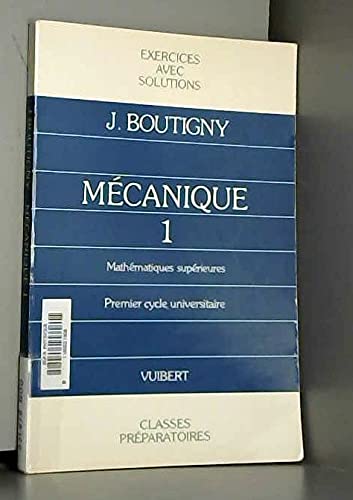 EXERCICES
AVEC
SOLUTIONS
J. BOUTIGNY
MÉCANIQUE
1
Mathématiques supérieures
Premier cycle universitaire
VUIBERT
CLASSES
PRÉPARATOIRES